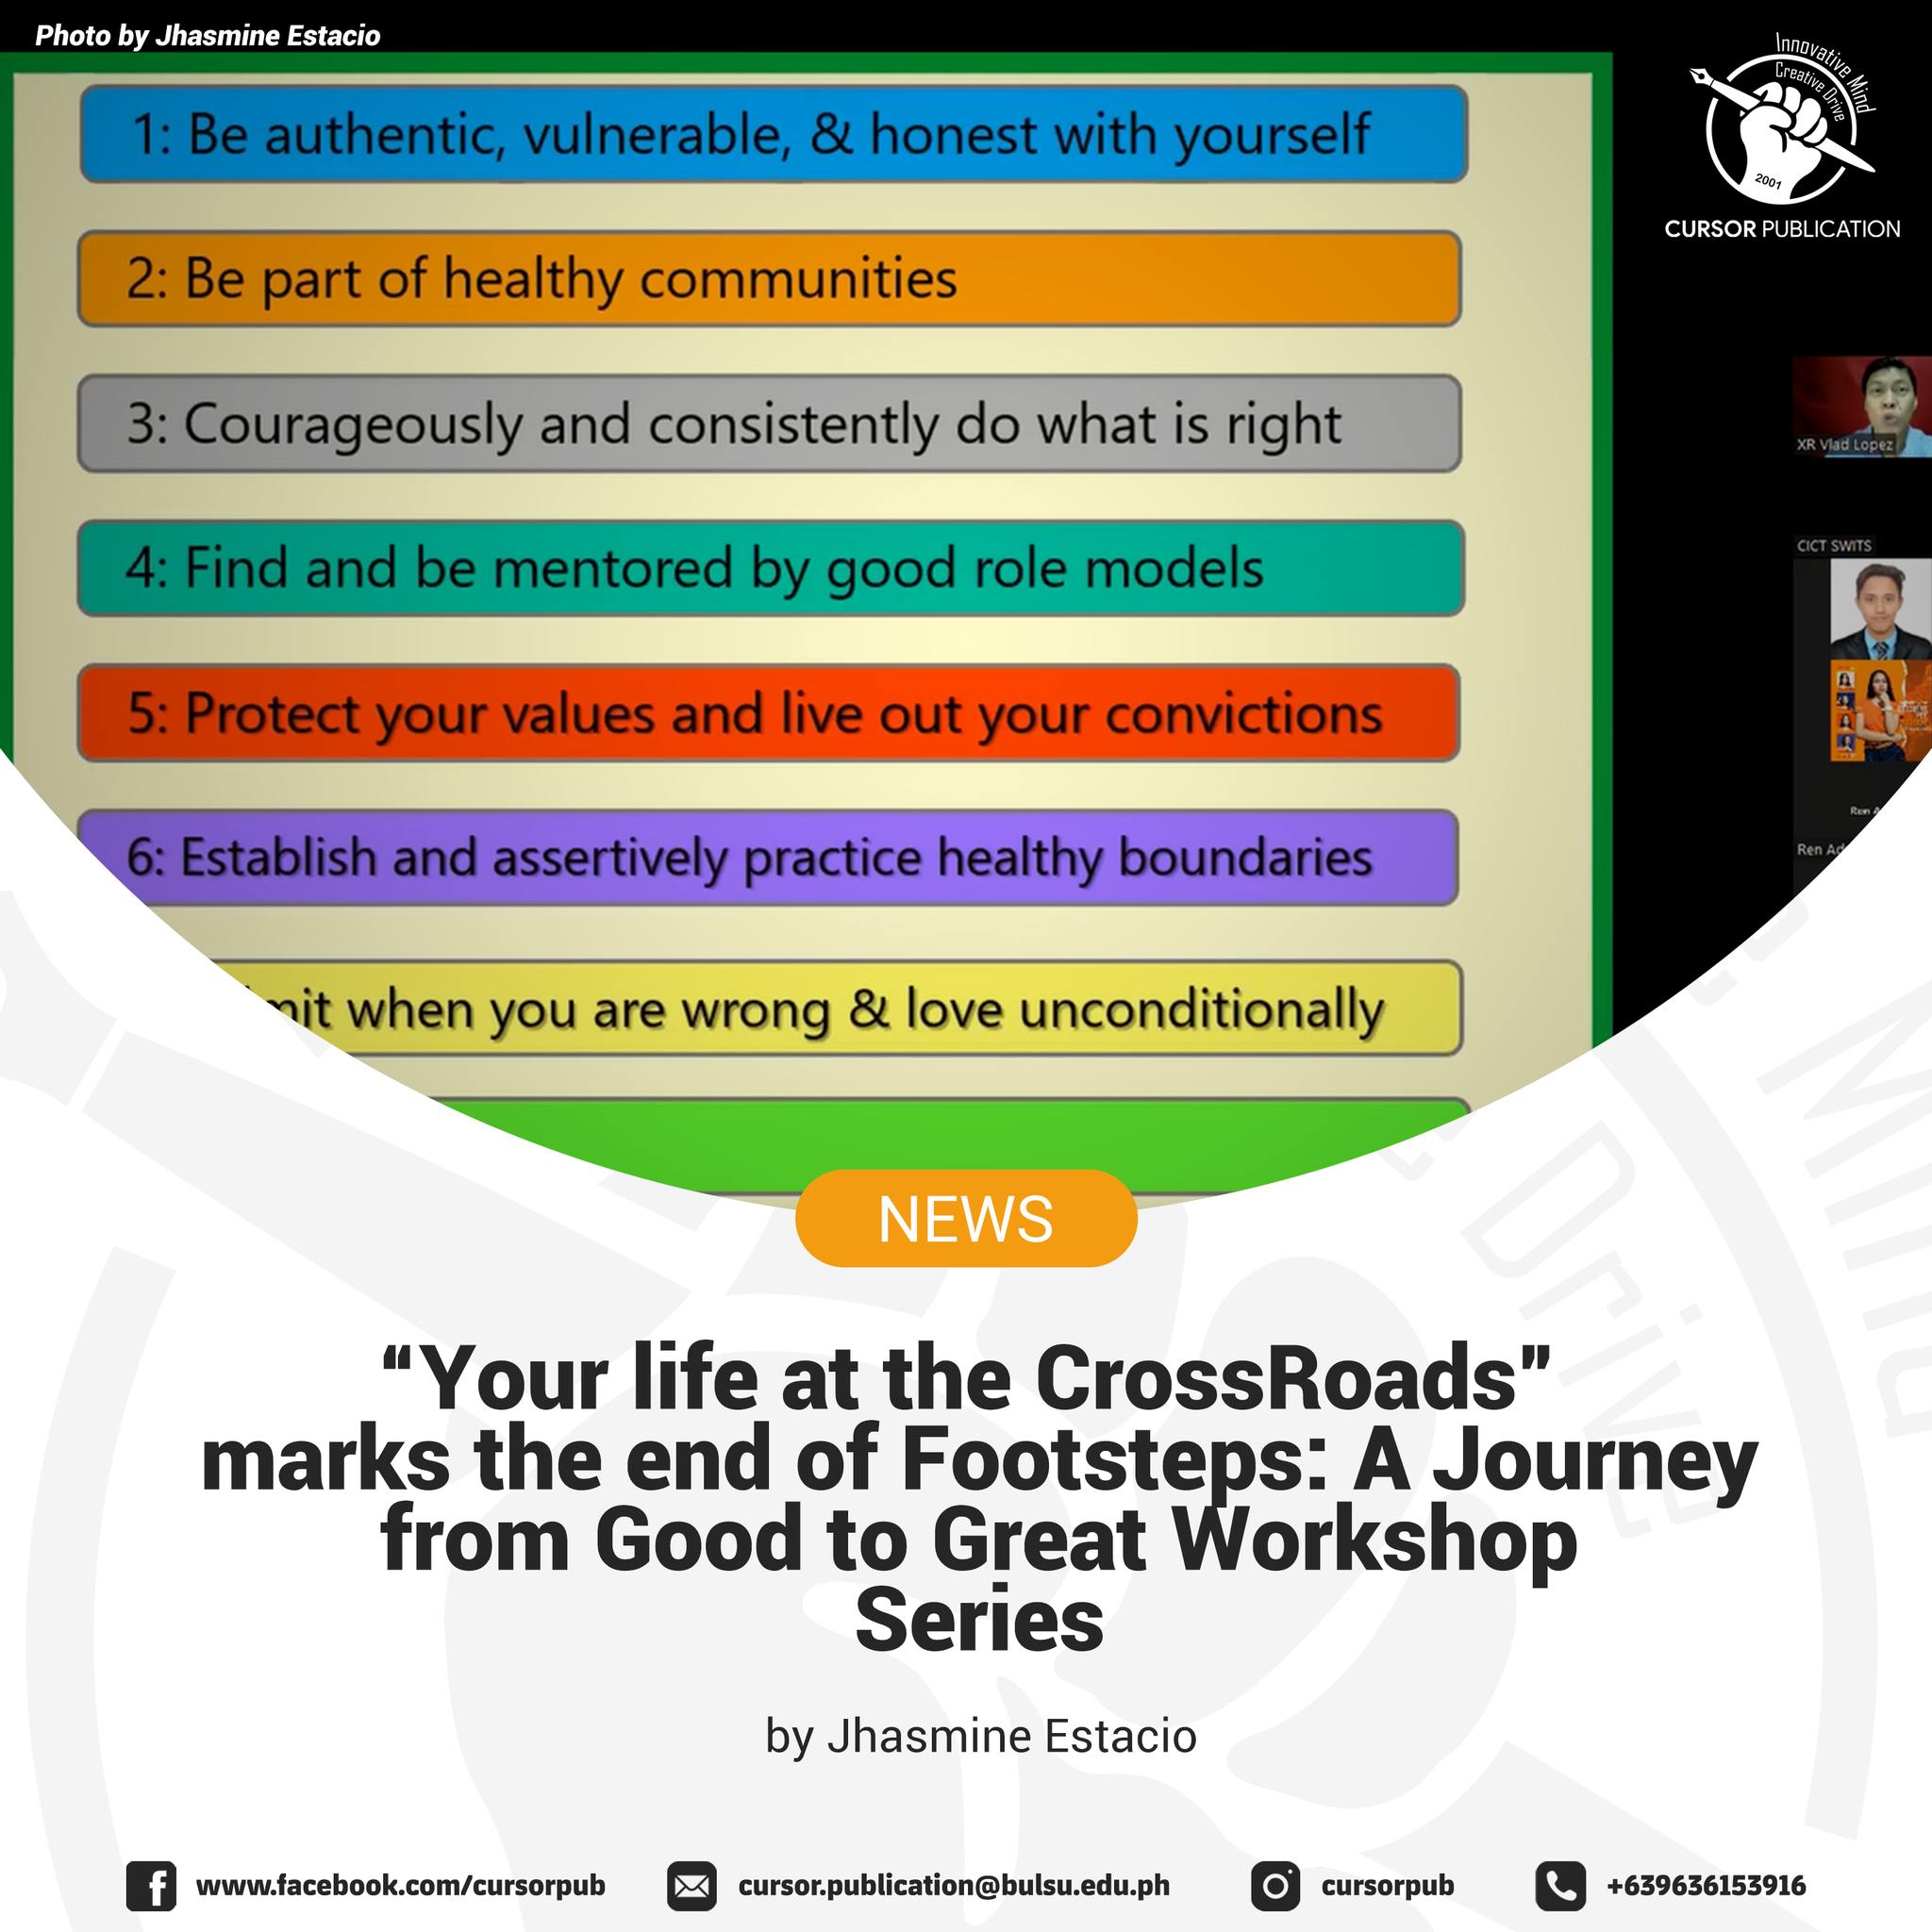 Photo by Jhasmine Estacio
Innovative Mind
Creative Drive
2001
CURSOR PUBLICATION
1: Be authentic, vulnerable, & honest with yourself
2: Be part of healthy communities
3: Courageously and consistently do what is right
XR Vlad Lopez
4: Find and be mentored by good role models
CICT SWITS
5: Protect your values and live out your convictions
6: Establish and assertively practice healthy boundaries
Ren
Ren Ad
when you are wrong & love unconditionally
NEWS
“Your life at the CrossRoads”
marks the end of Footsteps: A Journey
from Good to Great Workshop
Series
by Jhasmine Estacio
www.facebook.com/cursorpub
cursor.publication@bulsu.edu.ph
cursorpub
+639636153916